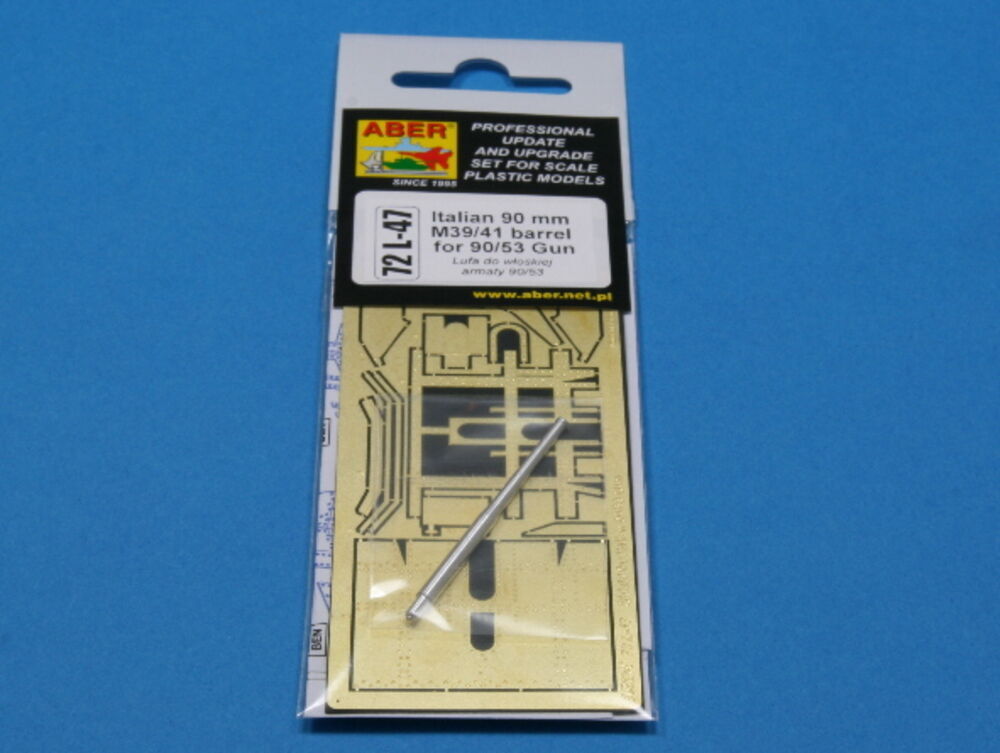 ABER®
SINCE 1995
PROFESSIONAL
UPDATE
AND UPGRADE
SET FOR SCALE
PLASTIC MODELS
72 L-47
Italian 90 mm
M39/41 barrel
for 90/53 Gun
Lufa do włoskiej
armaty 90/53
www.aber.net.pl
BEN